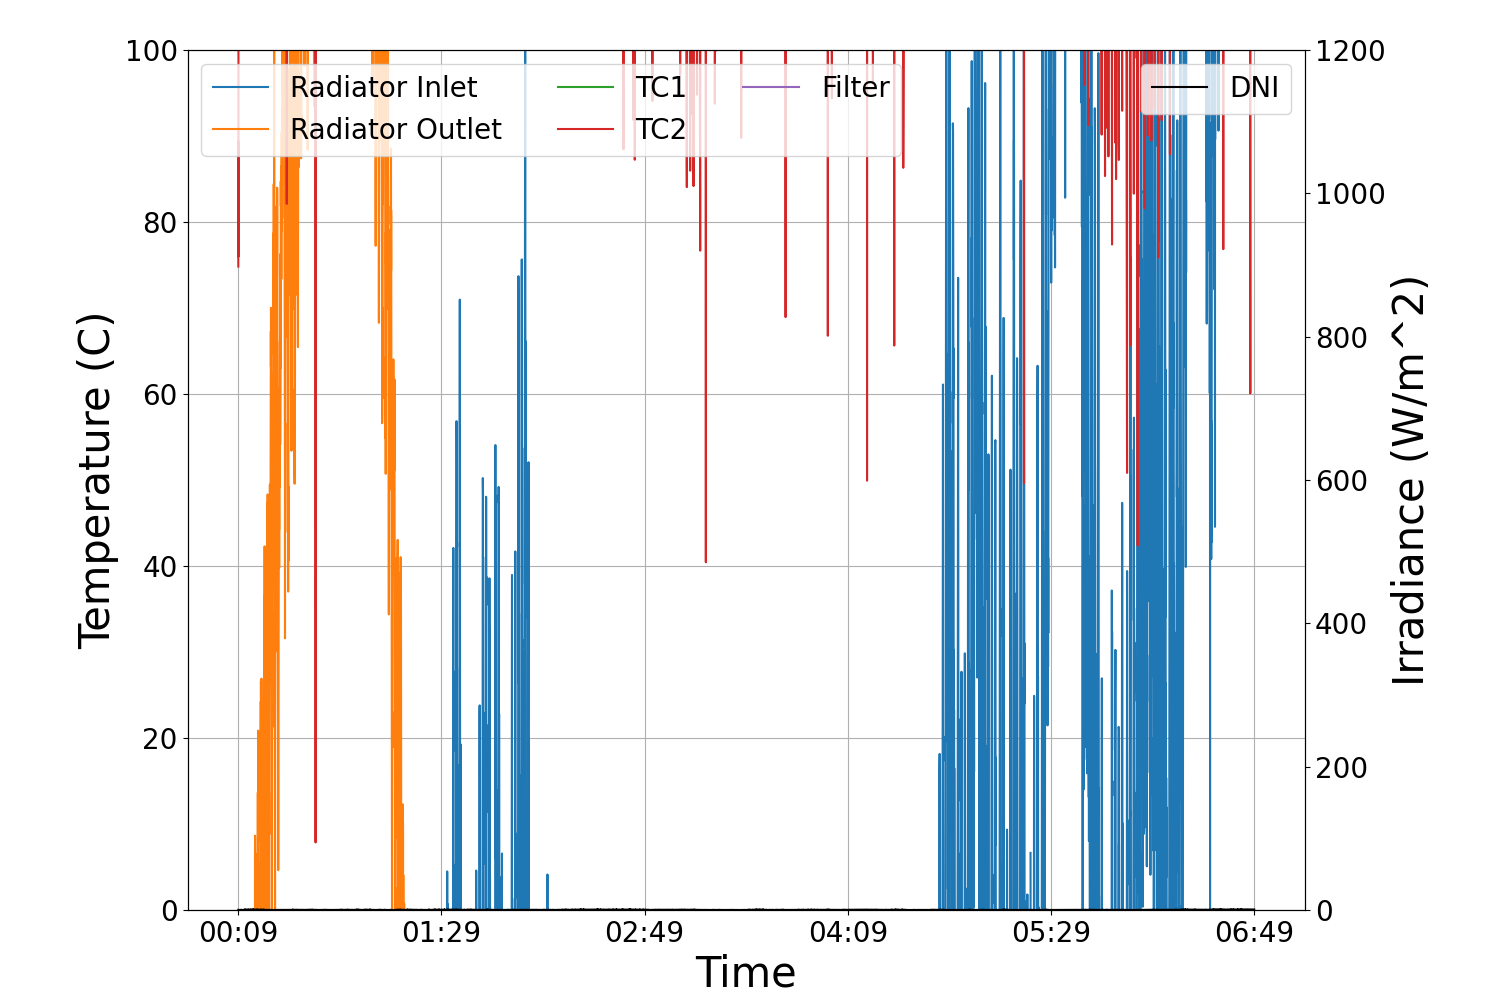 Radiator Inlet
Radiator Outlet
TC1
TC2
Filter
DNI
Temperature (C)
100
80
60
40
20
0
1200
1000
800
600
400
200
0
Irradiance (W/m^2)
00:09 01:29 02:49 04:09 05:29 06:49
Time